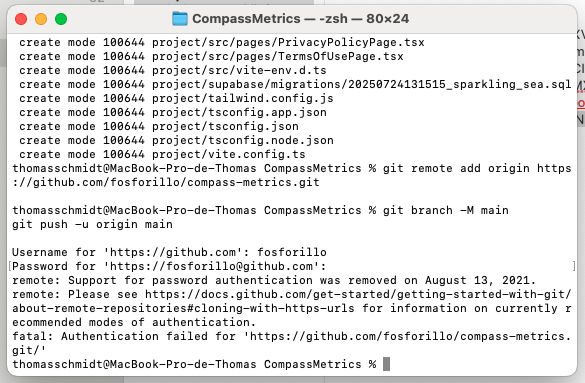 CompassMetrics — -zsh — 80×24
create mode 100644 project/src/pages/PrivacyPolicyPage.tsx
create mode 100644 project/src/pages/TermsOfUsePage.tsx
create mode 100644 project/src/vite-env.d.ts
create mode 100644 project/supabase/migrations/20250724131515_sparkling_sea.sql
create mode 100644 project/tailwind.config.js
create mode 100644 project/tsconfig.app.json
create mode 100644 project/tsconfig.json
create mode 100644 project/tsconfig.node.json
create mode 100644 project/vite.config.ts
thomasschmidt@MacBook-Pro-de-Thomas CompassMetrics % git remote add origin https
://github.com/fosforillo/compass-metrics.git
thomasschmidt@MacBook-Pro-de-Thomas CompassMetrics % git branch -M main
git push -u origin main
Username for 'https://github.com': fosforillo
[Password for 'https://fosforillo@github.com': ]
remote: Support for password authentication was removed on August 13, 2021.
remote: Please see https://docs.github.com/get-started/getting-started-with-git/
about-remote-repositories#cloning-with-https-urls for information on currently r
ecommended modes of authentication.
fatal: Authentication failed for 'https://github.com/fosforillo/compass-metrics.
git/'
thomasschmidt@MacBook-Pro-de-Thomas CompassMetrics %